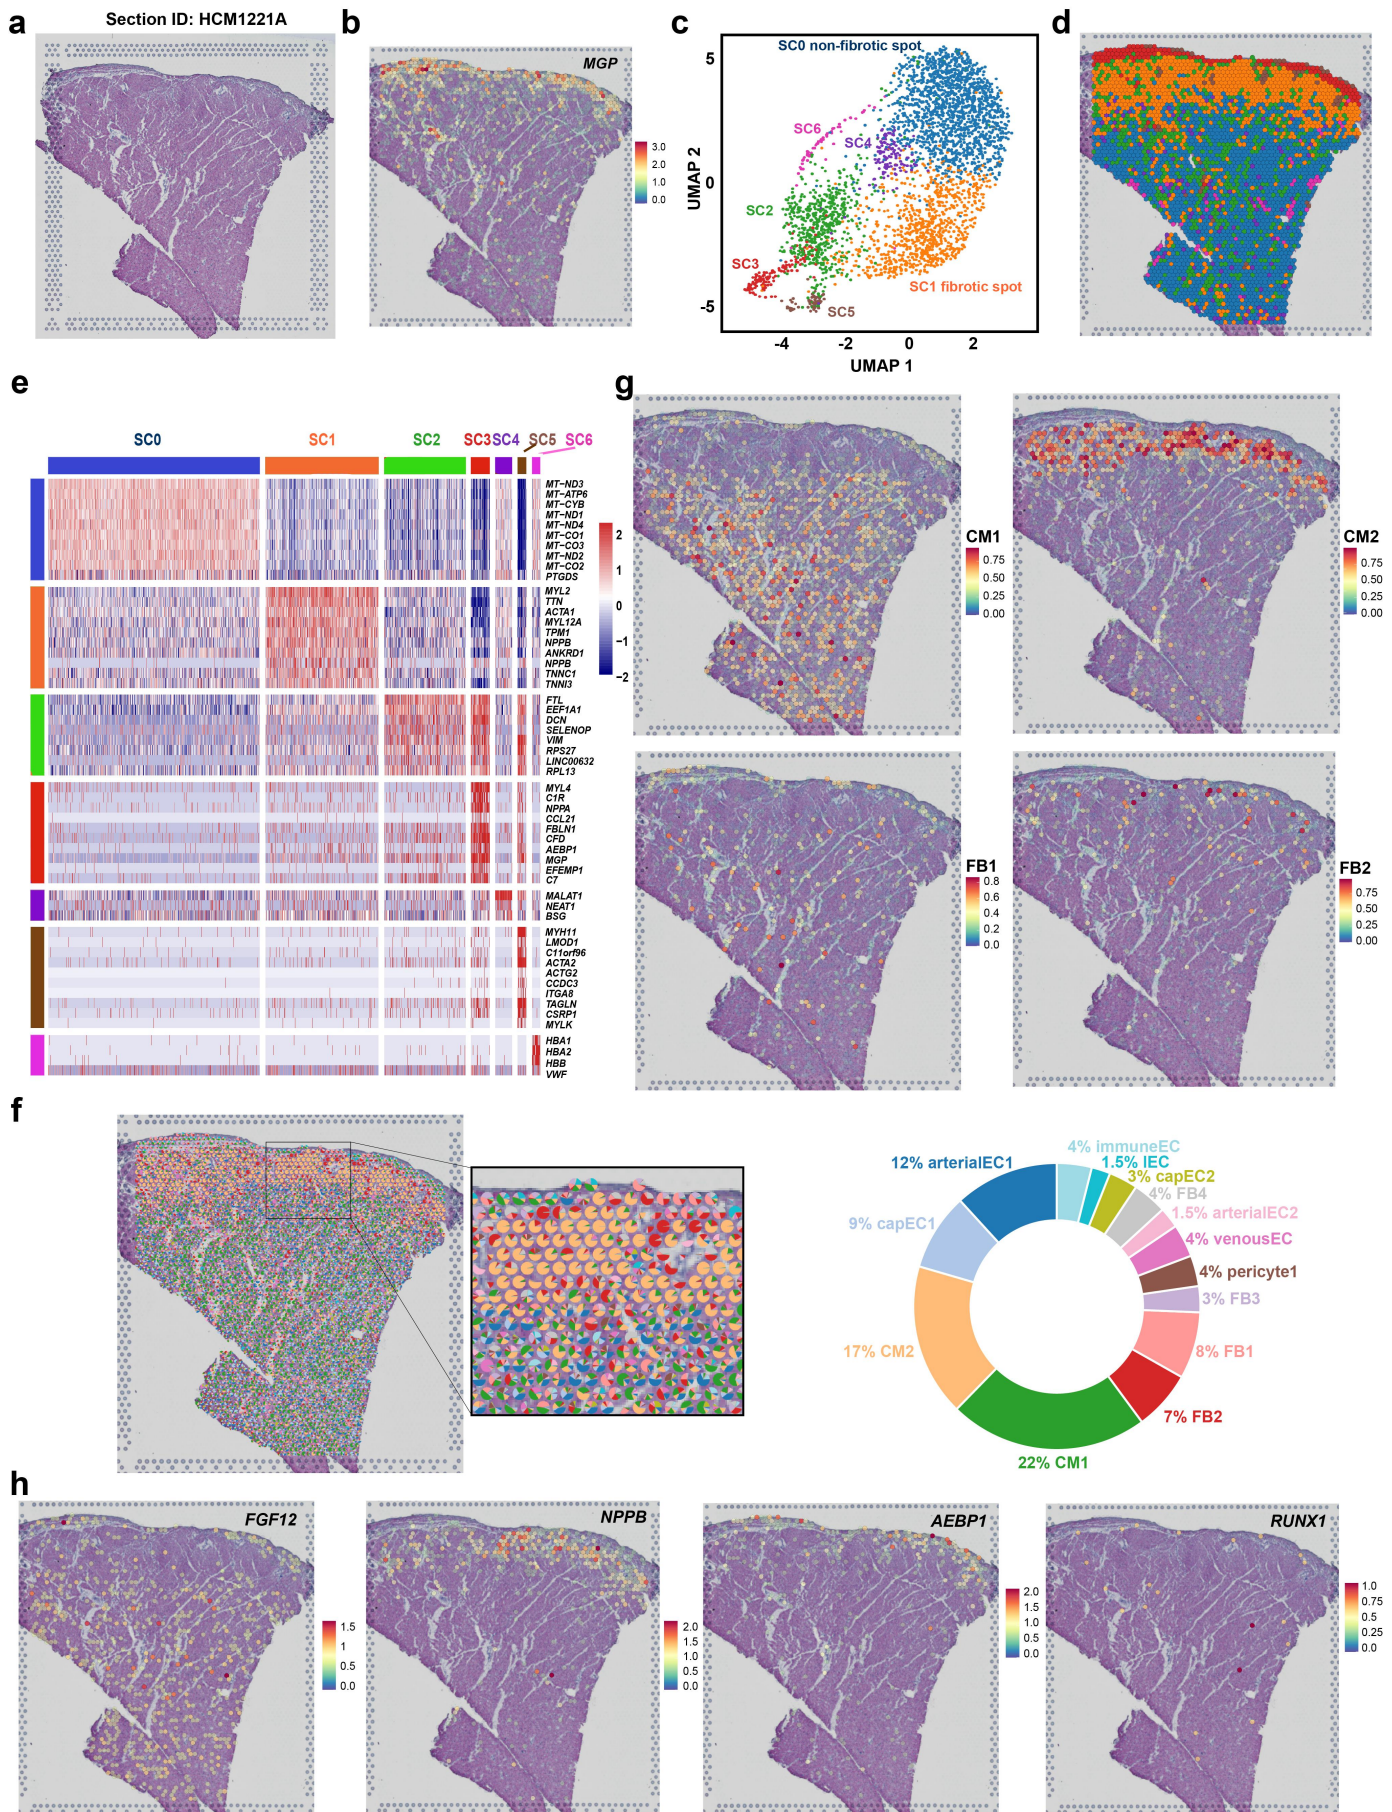 a
Section ID: HCM1221A
b
MGP
3.0
2.0
1.0
0.0
c
SC0 non-fibrotic spot
SC6
SC4
SC2
SC3
SC5
SC1 fibrotic spot
5
0
-5
UMAP 2
-4 -2 0 2
UMAP 1
d
e
SC0 SC1 SC2 SC3 SC4 SC5 SC6
MT−ND3
MT−ATP6
MT−CYB
MT−ND1
MT−ND4
MT−CO1
MT−CO3
MT−ND2
MT−CO2
PTGDS
MYL2
TTN
ACTA1
MYL12A
TPM1
NPPB
ANKRD1
NPPB
TNNC1
TNNI3
FTL
EEF1A1
DCN
SELENOP
VIM
RPS27
LINC00632
RPL13
MYL4
C1R
NPPA
CCL21
FBLN1
CFD
AEBP1
MGP
EFEMP1
C7
MALAT1
NEAT1
BSG
MYH11
LMOD1
C11orf96
ACTA2
ACTG2
CCDC3
ITGA8
TAGLN
CSRP1
MYLK
HBA1
HBA2
HBB
VWF
2
1
0
−1
−2
g
CM1
0.75
0.50
0.25
0.00
CM2
0.75
0.50
0.25
0.00
FB1
0.8
0.6
0.4
0.2
0.0
FB2
0.75
0.50
0.25
0.00
f
4% immuneEC
1.5% lEC
3% capEC2
4% FB4
1.5% arterialEC2
4% venousEC
4% pericyte1
3% FB3
8% FB1
7% FB2
22% CM1
17% CM2
9% capEC1
12% arterialEC1
h
FGF12
1.5
1.0
0.5
0.0
NPPB
2.0
1.5
1.0
0.5
0.0
AEBP1
2.0
1.5
1.0
0.5
0.0
RUNX1
1.0
0.75
0.50
0.25
0.0